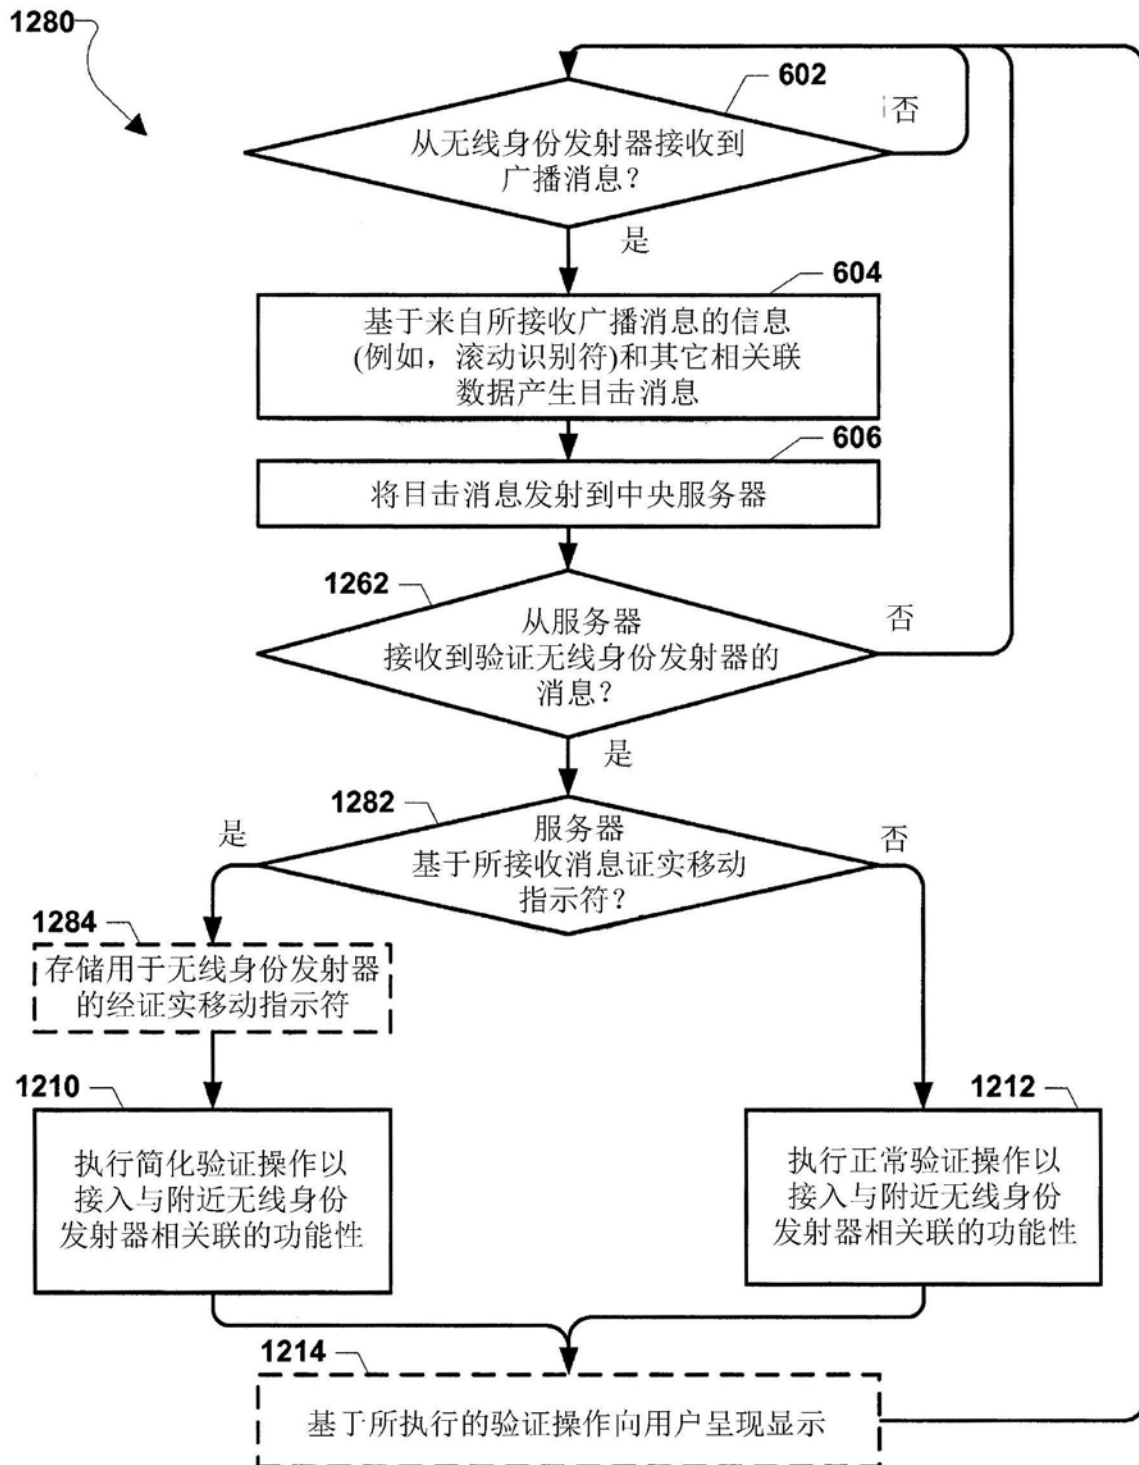 1280
602
否
从无线身份发射器接收到
广播消息？
是
604
基于来自所接收广播消息的信息
(例如，滚动识别符)和其它相关联
数据产生目击消息
606
将目击消息发射到中央服务器
1262
从服务器
接收到验证无线身份发射器的
消息？
否
是
1282
服务器
基于所接收消息证实移动
指示符？
是
否
1284
存储用于无线身份发射器
的经证实移动指示符
1210
执行简化验证操作以
接入与附近无线身份
发射器相关联的功能性
1212
执行正常验证操作以
接入与附近无线身份
发射器相关联的功能性
1214
基于所执行的验证操作向用户呈现显示